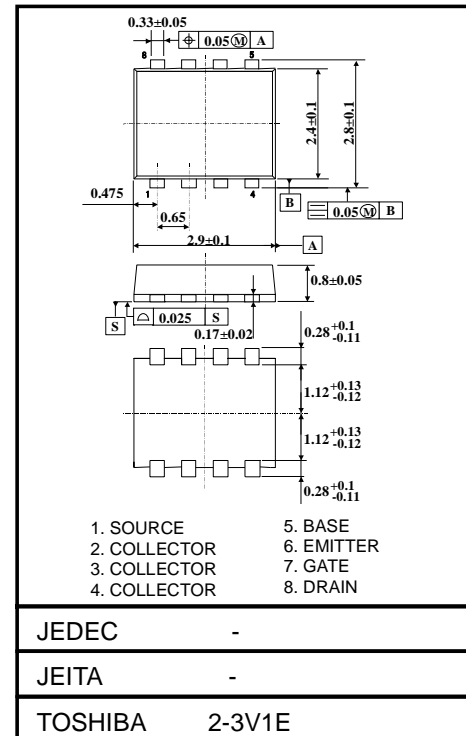 0.33±0.05
⌖ 0.05Ⓜ A
8 5
2.4±0.1
2.8±0.1
1 4
0.475
0.65
B
⌯ 0.05Ⓜ B
2.9±0.1
A
0.8±0.05
S
⌓ 0.025 S
0.17±0.02
0.28 +0.1 -0.11
1.12 +0.13 -0.12
1.12 +0.13 -0.12
0.28 +0.1 -0.11
1. SOURCE
2. COLLECTOR
3. COLLECTOR
4. COLLECTOR
5. BASE
6. EMITTER
7. GATE
8. DRAIN
JEDEC -
JEITA -
TOSHIBA 2-3V1E